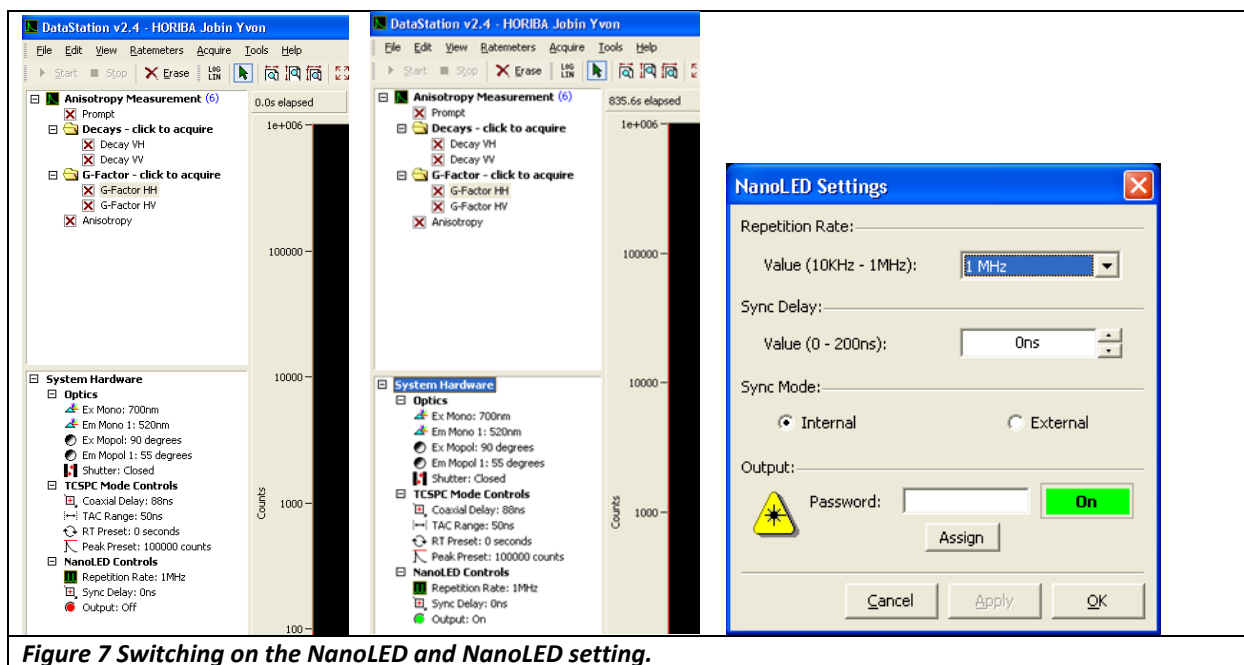 DataStation v2.4 - HORIBA Jobin Yvon
File Edit View Ratemeters Acquire Tools Help
Start Stop Erase LOG LIN
Anisotropy Measurement (6)
Prompt
Decays - click to acquire
Decay VH
Decay VV
G-Factor - click to acquire
G-Factor HH
G-Factor HV
Anisotropy
System Hardware
Optics
Ex Mono: 700nm
Em Mono 1: 520nm
Ex Mopol: 90 degrees
Em Mopol 1: 55 degrees
Shutter: Closed
TCSPC Mode Controls
Coaxial Delay: 88ns
TAC Range: 50ns
RT Preset: 0 seconds
Peak Preset: 100000 counts
NanoLED Controls
Repetition Rate: 1MHz
Sync Delay: 0ns
Output: Off
0.0s elapsed
1e+006
100000
10000
1000
100
Counts
DataStation v2.4 - HORIBA Jobin Yvon
File Edit View Ratemeters Acquire Tools Help
Start Stop Erase LOG LIN
Anisotropy Measurement (6)
Prompt
Decays - click to acquire
Decay VH
Decay VV
G-Factor - click to acquire
G-Factor HH
G-Factor HV
Anisotropy
System Hardware
Optics
Ex Mono: 700nm
Em Mono 1: 520nm
Ex Mopol: 90 degrees
Em Mopol 1: 55 degrees
Shutter: Closed
TCSPC Mode Controls
Coaxial Delay: 88ns
TAC Range: 50ns
RT Preset: 0 seconds
Peak Preset: 100000 counts
NanoLED Controls
Repetition Rate: 1MHz
Sync Delay: 0ns
Output: On
835.6s elapsed
1e+006
100000
10000
1000
Counts
NanoLED Settings
Repetition Rate:
Value (10KHz - 1MHz): 1 MHz
Sync Delay:
Value (0 - 200ns): 0ns
Sync Mode:
Internal External
Output:
Password: On
Assign
Cancel Apply OK
Figure 7 Switching on the NanoLED and NanoLED setting.